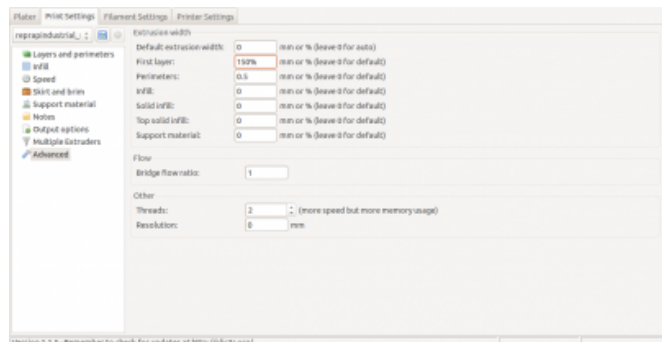 Plater Print Settings Filament Settings Printer Settings
Extrusion width
Default extrusion width: 0 mm or % (leave 0 for auto)
Layers and perimeters
First layer: 150% mm or % (leave 0 for default)
Infill
Perimeters: 0.5 mm or % (leave 0 for default)
Speed
Infill: 0 mm or % (leave 0 for default)
Skirt and brim
Solid infill: 0 mm or % (leave 0 for default)
Support material
Top solid infill: 0 mm or % (leave 0 for default)
Notes
Support material: 0 mm or % (leave 0 for default)
Output options
Multiple Extruders
Advanced
Flow
Bridge flow ratio: 1
Other
Threads: 2 (more speed but more memory usage)
Resolution: 0 mm